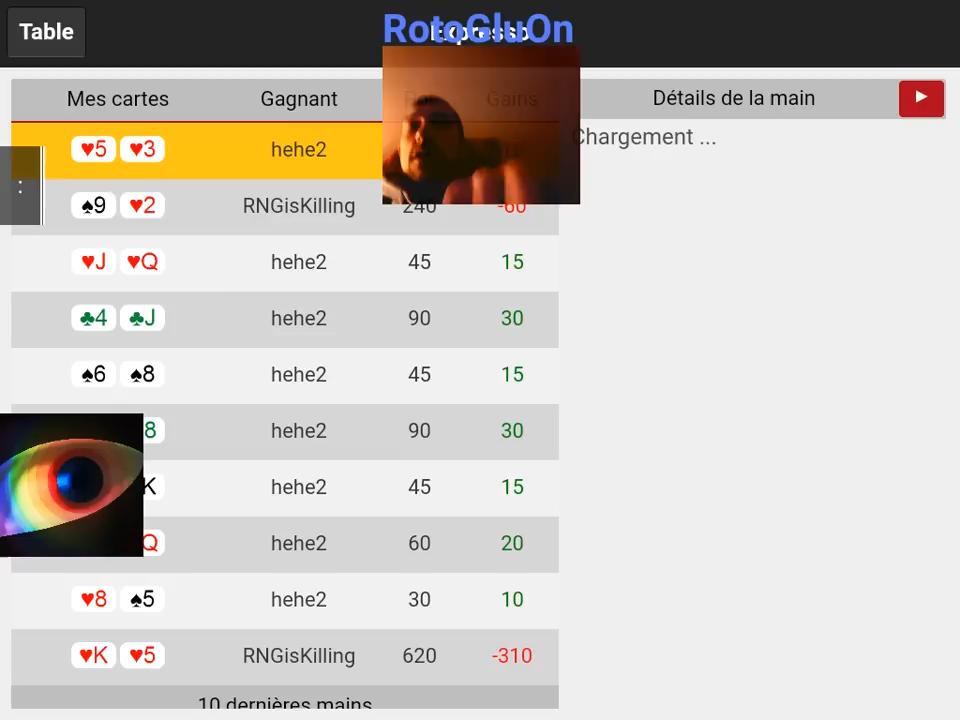 Table
RotoGluOn
Expresso
Mes cartes Gagnant Gains Détails de la main
♥5 ♥3 hehe2 Chargement ...
:
♠9 ♥2 RNGisKilling 240 -60
♥J ♥Q hehe2 45 15
♣4 ♣J hehe2 90 30
♠6 ♠8 hehe2 45 15
8 hehe2 90 30
K hehe2 45 15
Q hehe2 60 20
♥8 ♠5 hehe2 30 10
♥K ♥5 RNGisKilling 620 -310
10 dernières mains